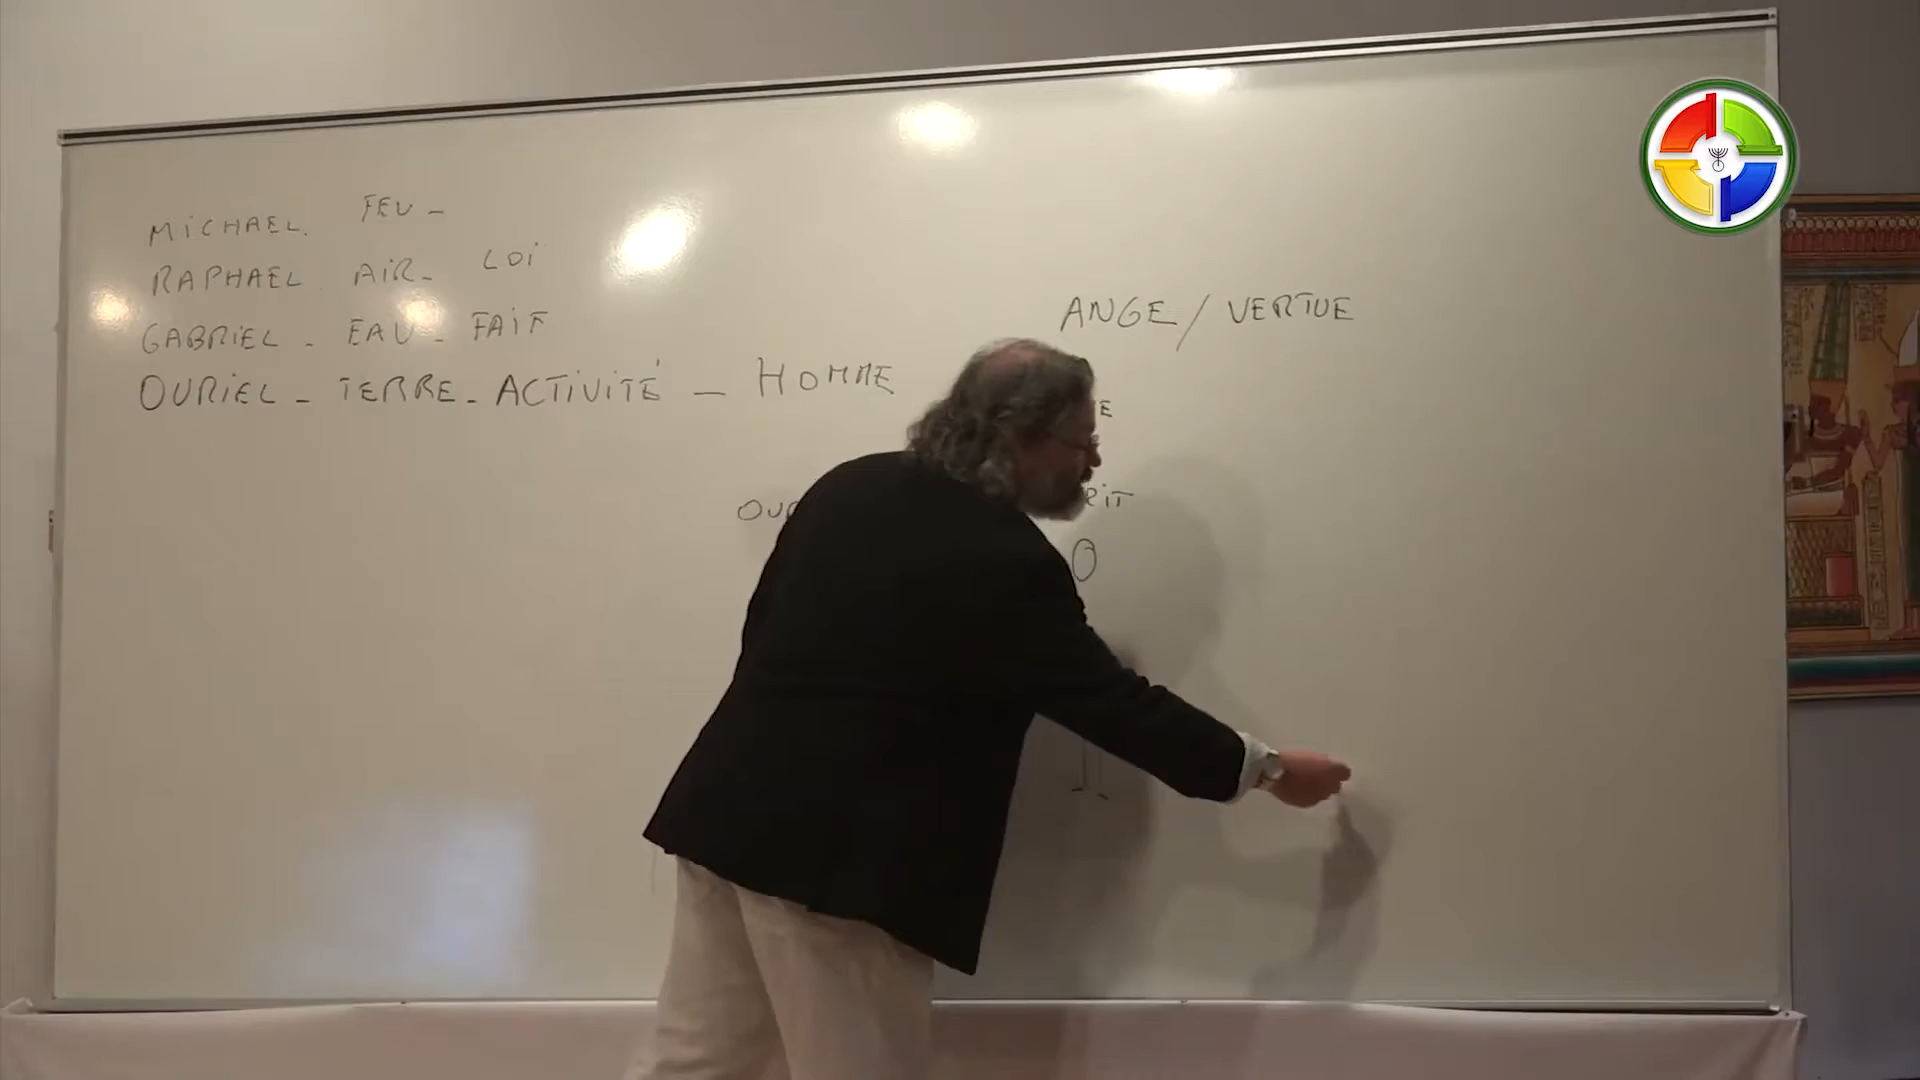 MICHAEL. FEU -
RAPHAEL. AIR - LOI
GABRIEL - EAU - FAIT
OURIEL - TERRE - ACTIVITÉ - HOMME
ANGE / VERTUE